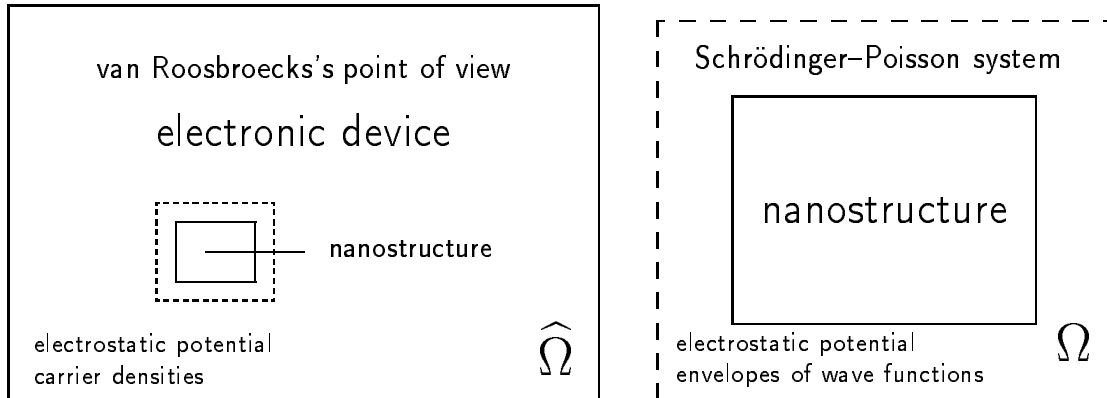 van Roosbroecks's point of view
electronic device
nanostructure
electrostatic potential
carrier densities
Ω̂
Schrödinger–Poisson system
nanostructure
electrostatic potential
envelopes of wave functions
Ω